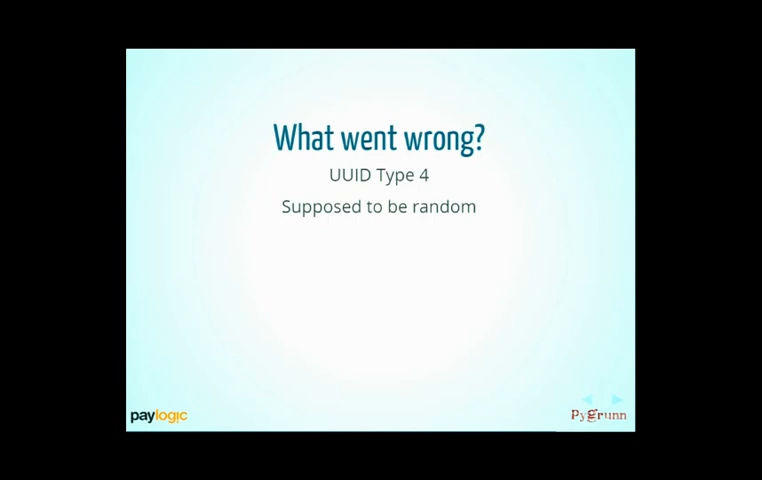 What went wrong?
UUID Type 4
Supposed to be random
paylogic
PyGrunn